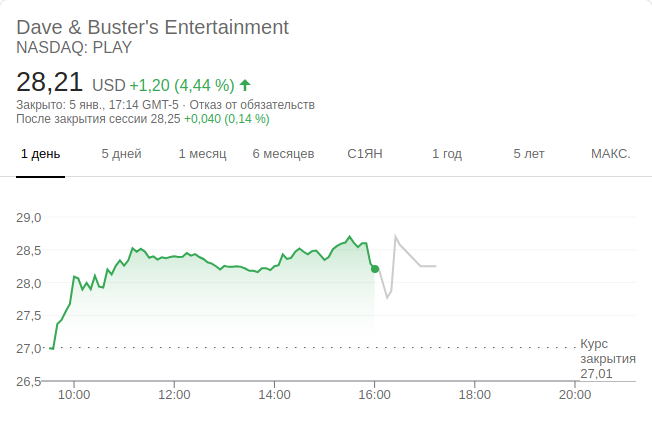 Dave & Buster's Entertainment
NASDAQ: PLAY
28,21 USD +1,20 (4,44 %)
Закрыто: 5 янв., 17:14 GMT-5 · Отказ от обязательств
После закрытия сессии 28,25 +0,040 (0,14 %)
1 день 5 дней 1 месяц 6 месяцев С1ЯН 1 год 5 лет МАКС.
29,0
28,5
28,0
27,5
27,0
Курс
закрытия
27,01
26,5
10:00 12:00 14:00 16:00 18:00 20:00